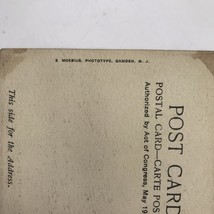 S. MOEBIUS, PHOTOTYPE, CAMDEN, N. J.
POST CARD
POSTAL CARD—CARTE POS
Authorized by Act of Congress, May 19
This side for the Address.